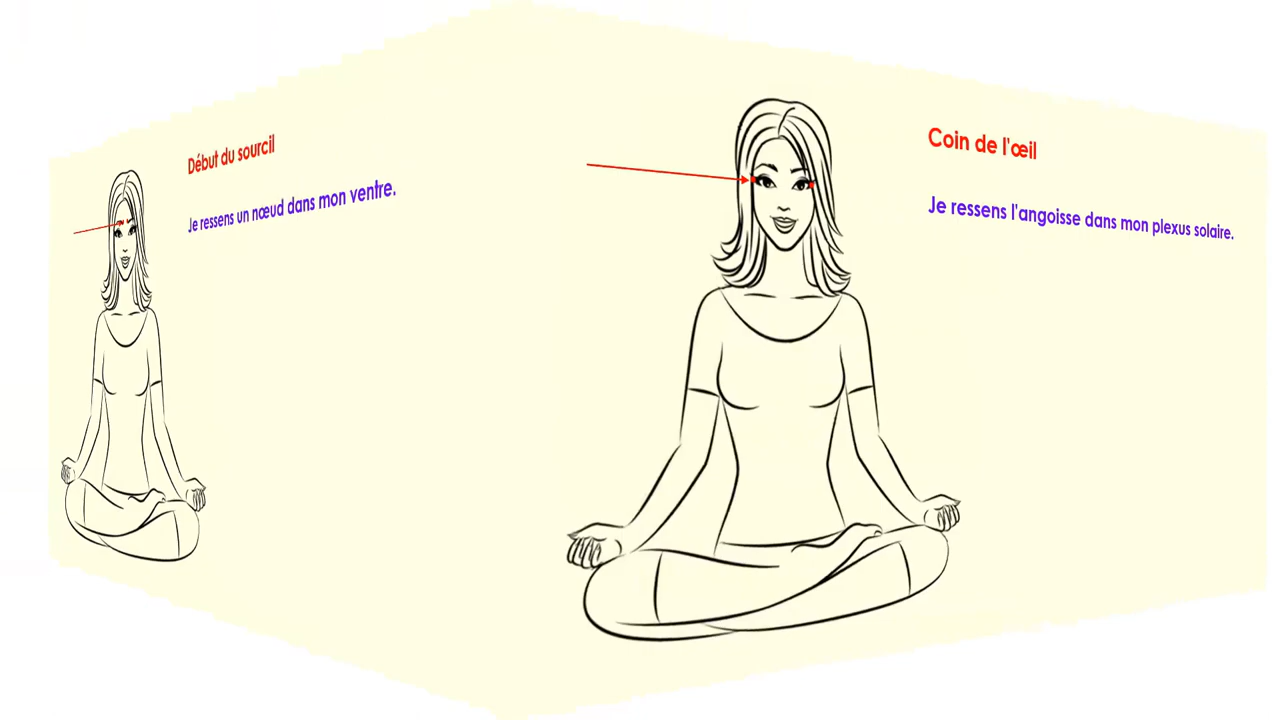 Début du sourcil
Je ressens un nœud dans mon ventre.
Coin de l'œil
Je ressens l'angoisse dans mon plexus solaire.